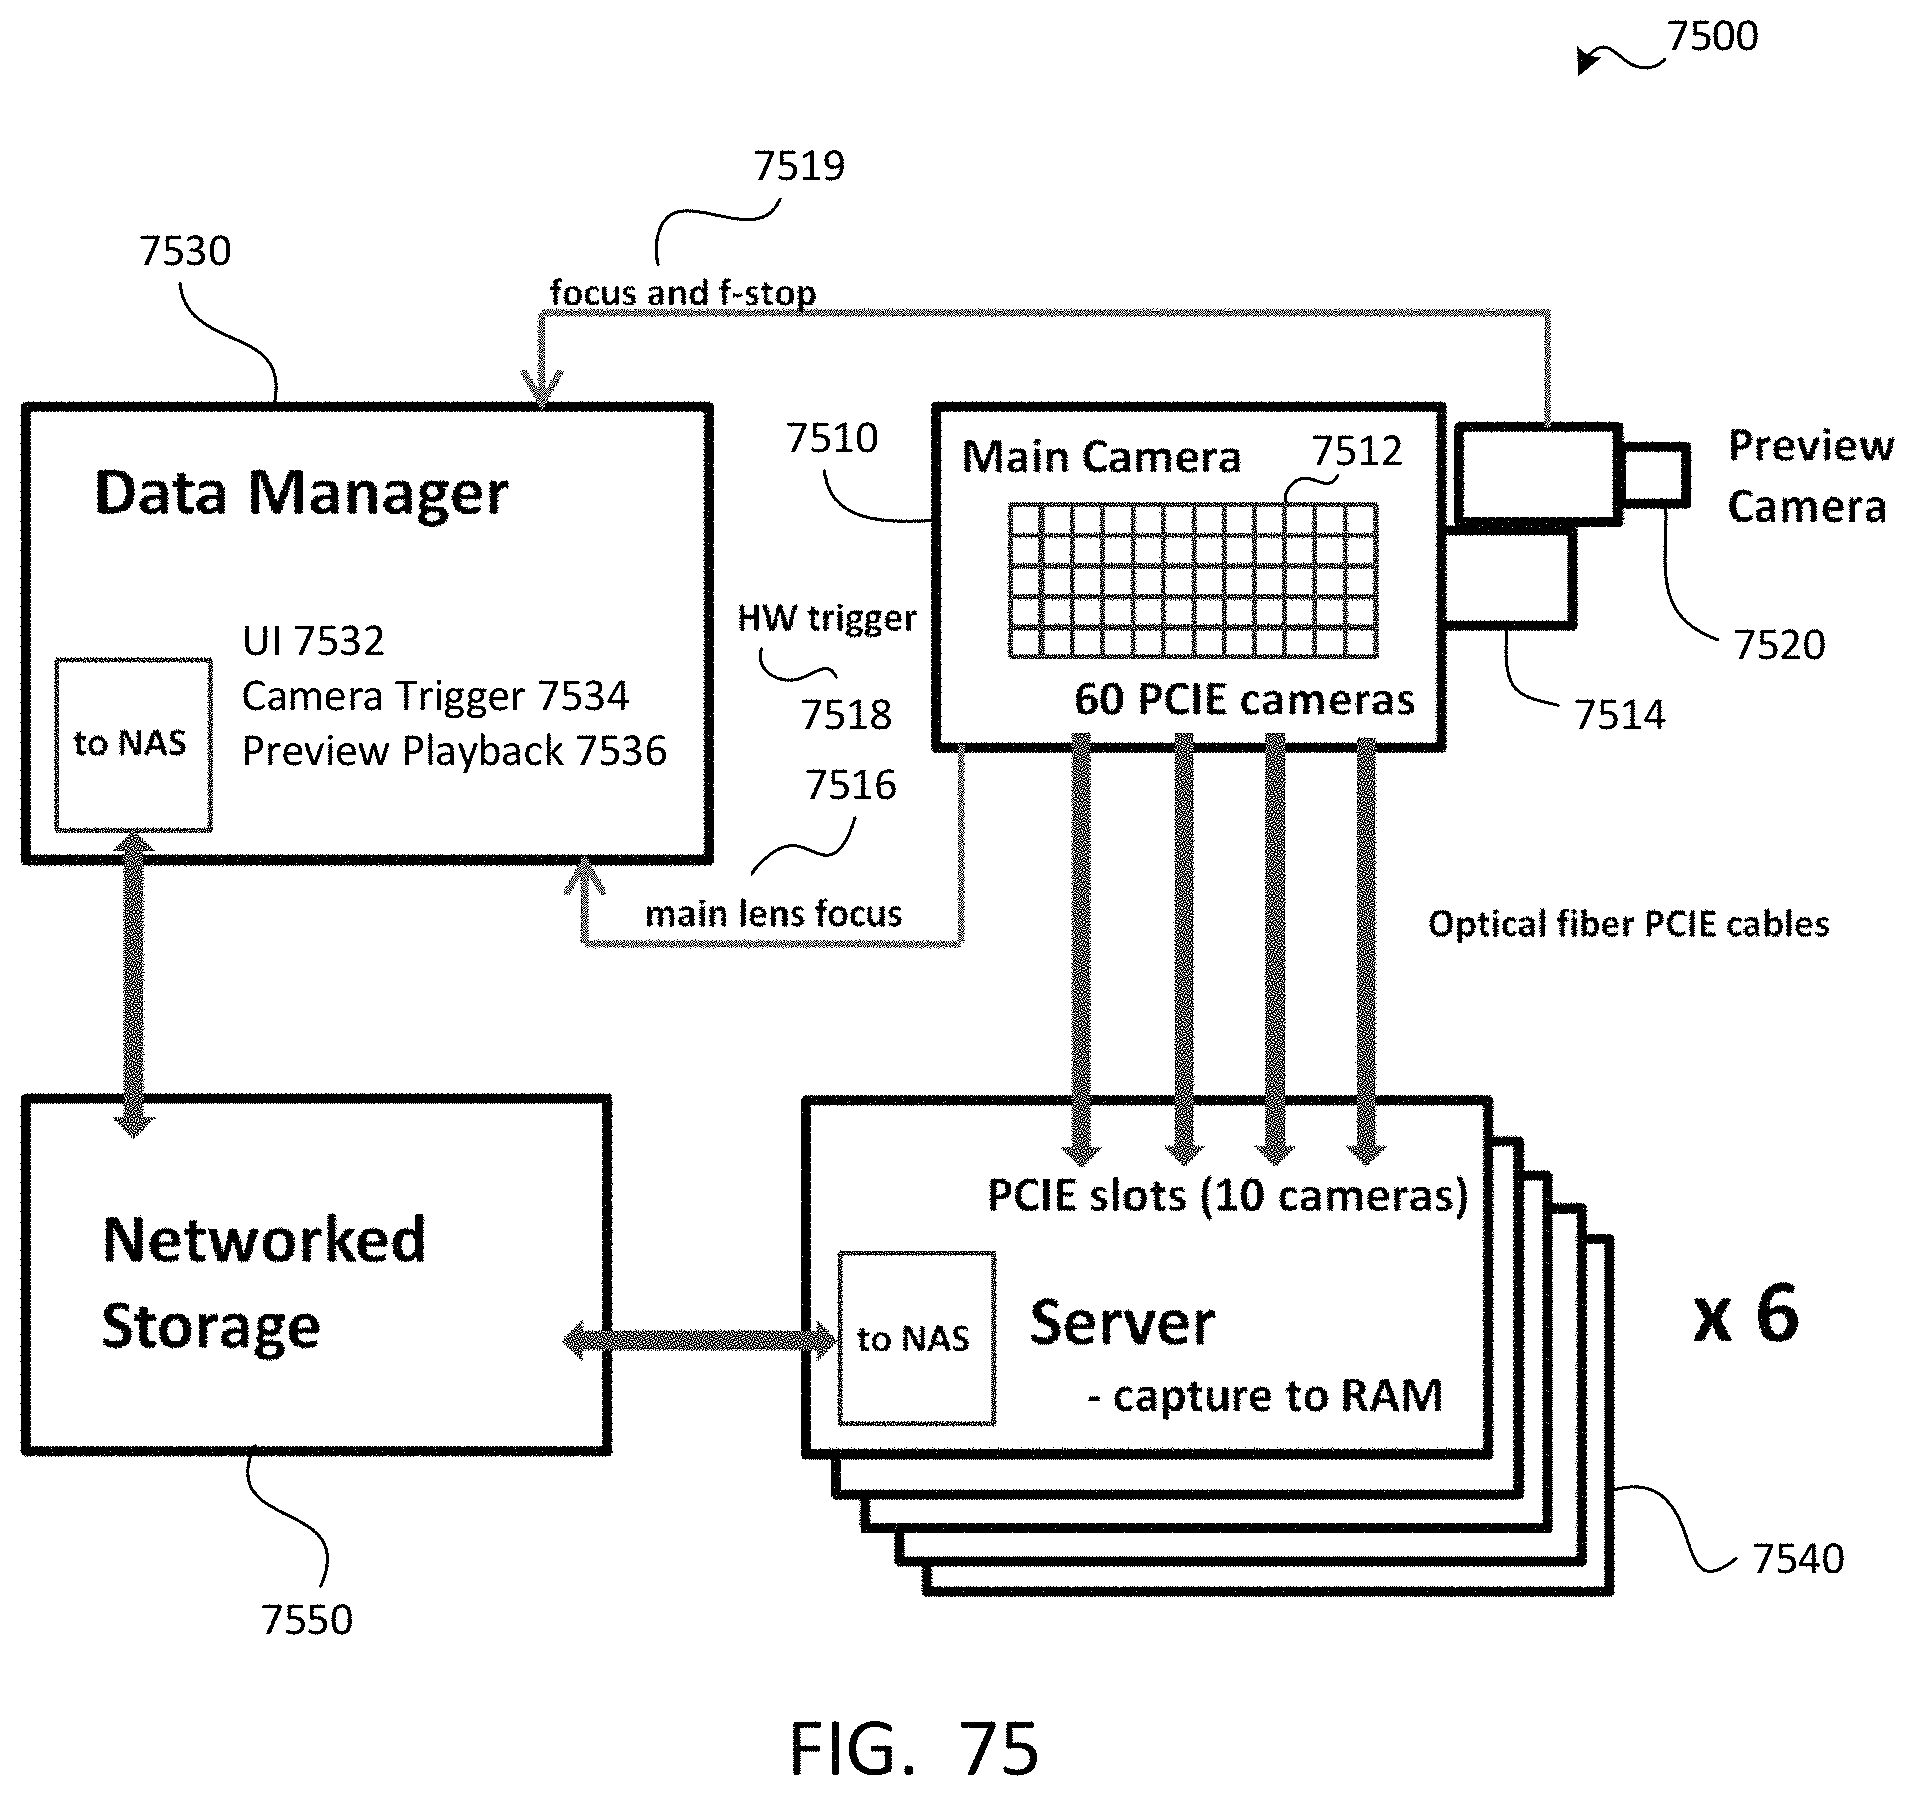 7500
7519
7530
focus and f-stop
7510
Main Camera
7512
Preview
Camera
Data Manager
HW trigger
7518
7520
7514
UI 7532
Camera Trigger 7534
Preview Playback 7536
to NAS
60 PCIE cameras
7516
main lens focus
Optical fiber PCIE cables
PCIE slots (10 cameras)
Networked
Storage
to NAS
Server
- capture to RAM
x 6
7540
7550
FIG. 75